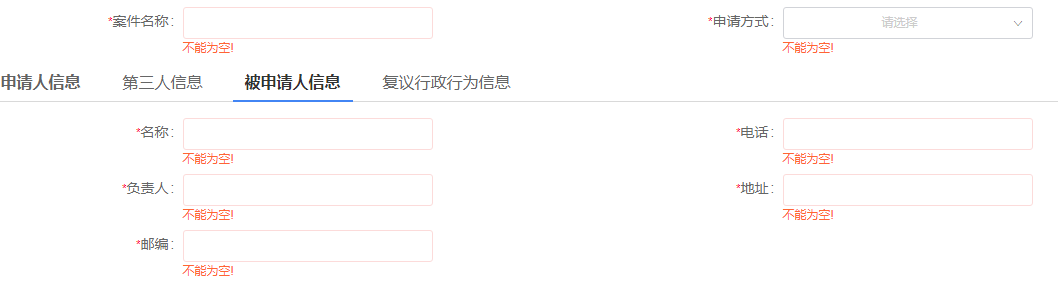 *案件名称: *申请方式: 请选择
不能为空! 不能为空!
申请人信息 第三人信息 被申请人信息 复议行政行为信息
*名称: *电话:
不能为空! 不能为空!
*负责人: *地址:
不能为空! 不能为空!
*邮编:
不能为空!